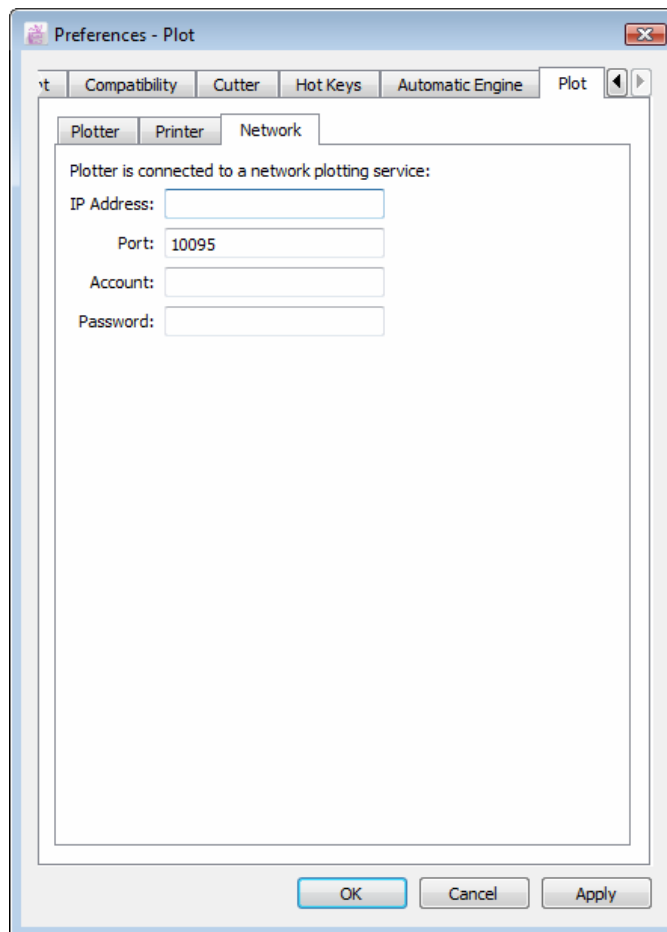 Preferences - Plot
Compatibility Cutter Hot Keys Automatic Engine Plot
Plotter Printer Network
Plotter is connected to a network plotting service:
IP Address:
Port: 10095
Account:
Password:
OK Cancel Apply